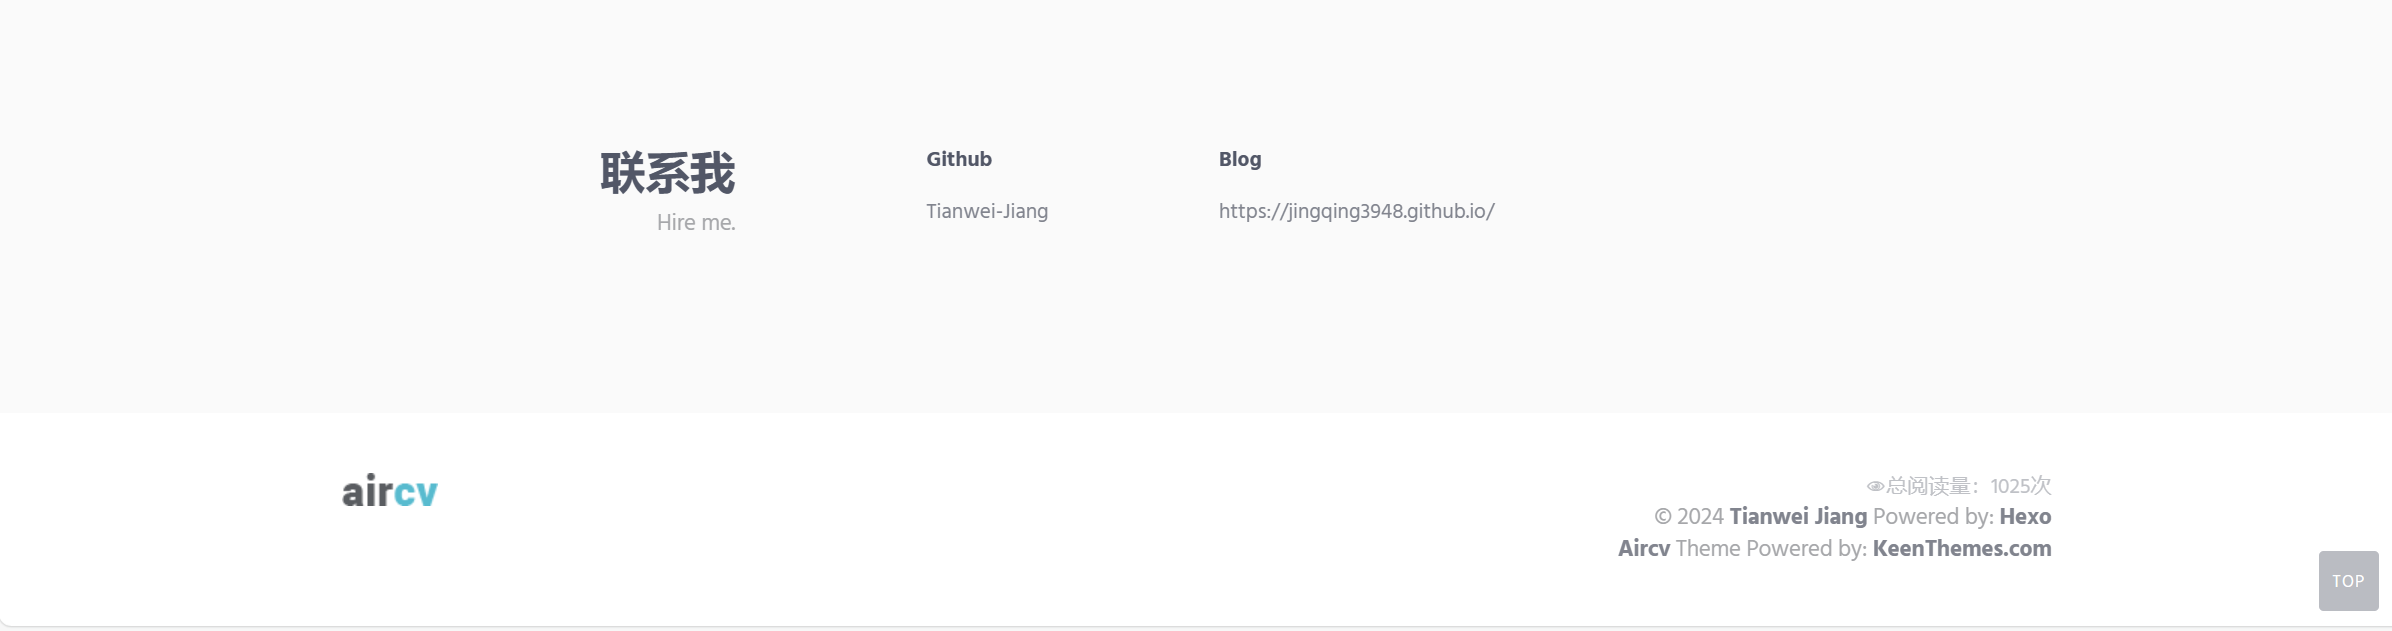 联系我
Hire me.
Github
Tianwei-Jiang
Blog
https://jingqing3948.github.io/
aircv
总阅读量：1025次
© 2024 Tianwei Jiang Powered by: Hexo
Aircv Theme Powered by: KeenThemes.com
TOP